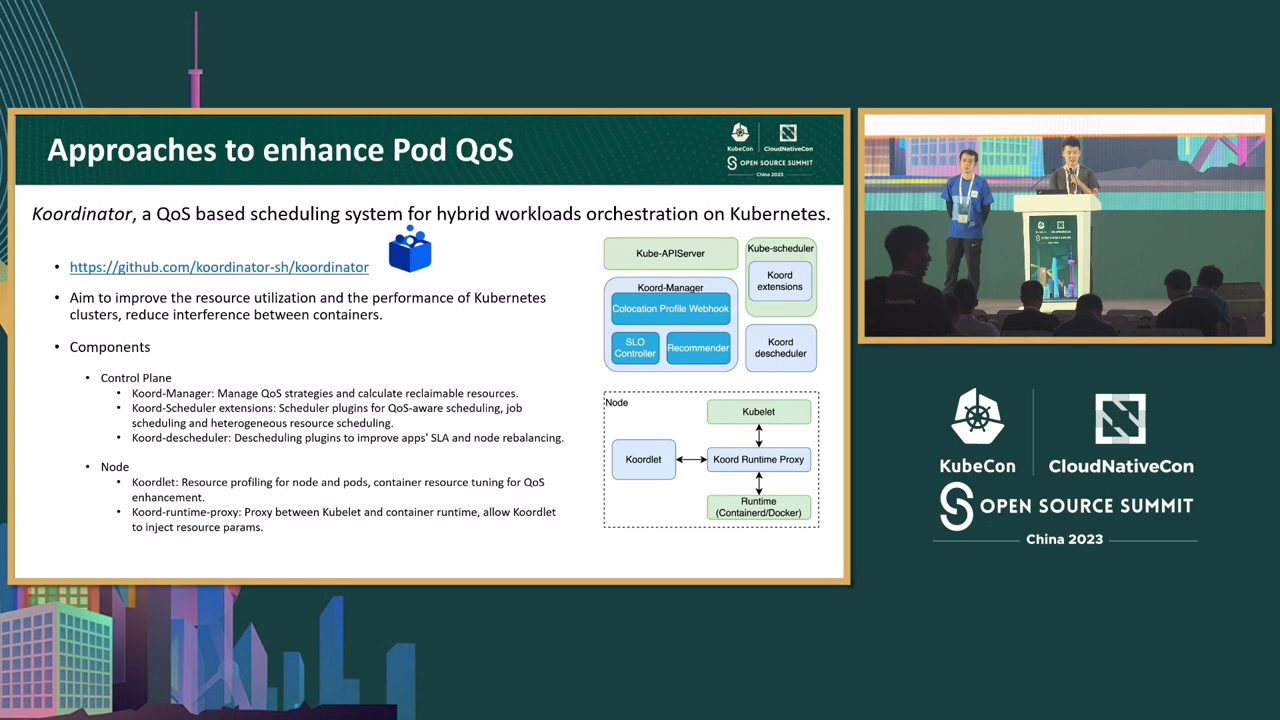 Approaches to enhance Pod QoS
KubeCon
CloudNativeCon
OPEN SOURCE SUMMIT
China 2023
Koordinator, a QoS based scheduling system for hybrid workloads orchestration on Kubernetes.
• https://github.com/koordinator-sh/koordinator
• Aim to improve the resource utilization and the performance of Kubernetes
clusters, reduce interference between containers.
• Components
• Control Plane
• Koord-Manager: Manage QoS strategies and calculate reclaimable resources.
• Koord-Scheduler extensions: Scheduler plugins for QoS-aware scheduling, job
scheduling and heterogeneous resource scheduling.
• Koord-descheduler: Descheduling plugins to improve apps' SLA and node rebalancing.
• Node
• Koordlet: Resource profiling for node and pods, container resource tuning for QoS
enhancement.
• Koord-runtime-proxy: Proxy between Kubelet and container runtime, allow Koordlet
to inject resource params.
Kube-APIServer
Kube-scheduler
Koord
extensions
Koord-Manager
Colocation Profile Webhook
SLO
Controller
Recommender
Koord
descheduler
Node
Kubelet
Koordlet
Koord Runtime Proxy
Runtime
(Containerd/Docker)
KubeCon
CloudNativeCon
OPEN SOURCE SUMMIT
China 2023